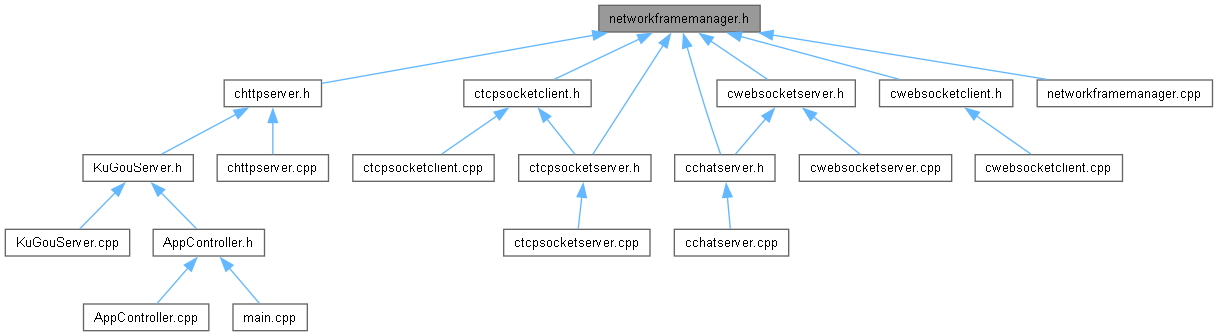 networkframemanager.h
chttpserver.h
ctcpsocketclient.h
cwebsocketserver.h
cwebsocketclient.h
networkframemanager.cpp
KuGouServer.h
chttpserver.cpp
ctcpsocketclient.cpp
ctcpsocketserver.h
cchatserver.h
cwebsocketserver.cpp
cwebsocketclient.cpp
KuGouServer.cpp
AppController.h
ctcpsocketserver.cpp
cchatserver.cpp
AppController.cpp
main.cpp